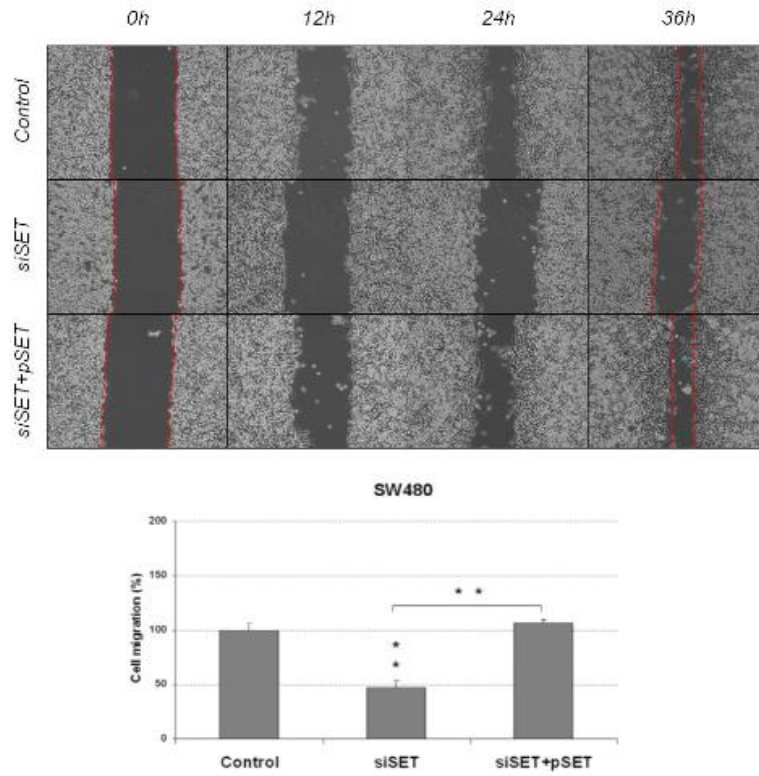 0h 12h 24h 36h
Control
siSET
siSET+pSET
SW480
Cell migration (%)
200
150
100
50
0
* *
*
*
Control siSET siSET+pSET